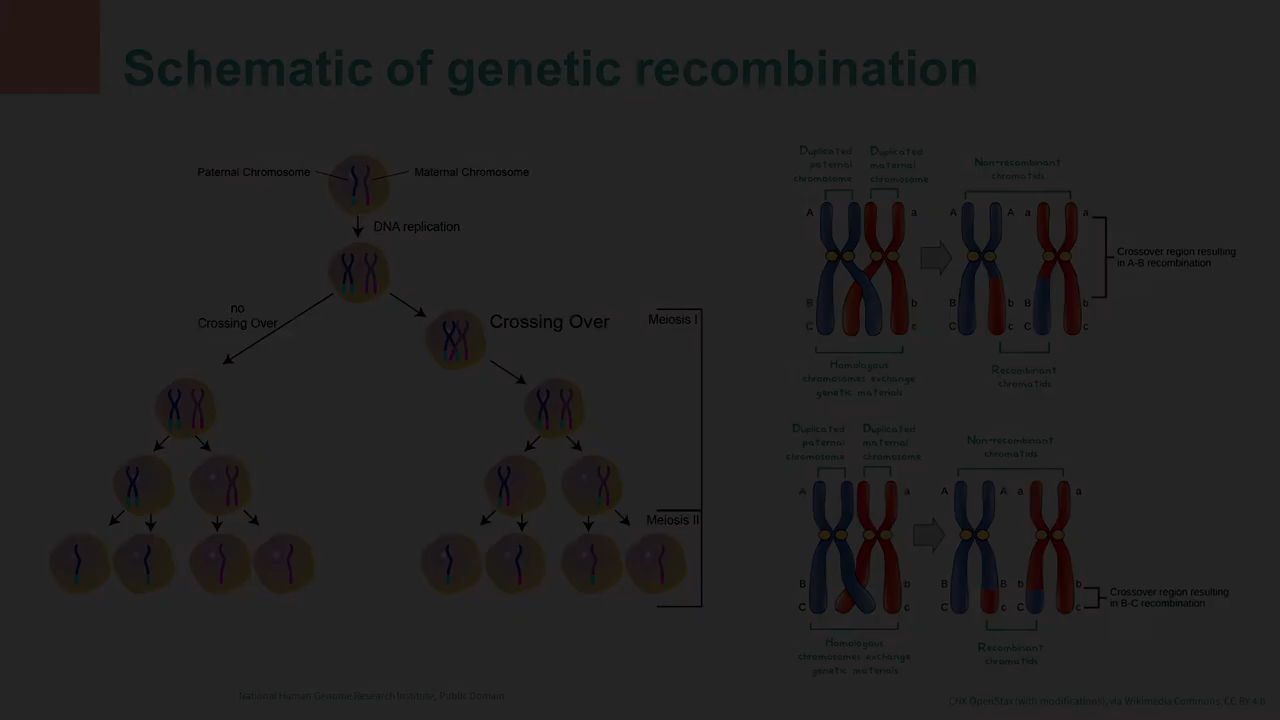 Schematic of genetic recombination
Paternal Chromosome
Maternal Chromosome
DNA replication
no
Crossing Over
Crossing Over
Meiosis I
Meiosis II
National Human Genome Research Institute, Public Domain
Duplicated
paternal
chromosome
Duplicated
maternal
chromosome
Non-recombinant
chromatids
A
a
A
A
a
a
Crossover region resulting
in A-B recombination
B
b
B
b
B
b
C
c
C
c
C
c
Homologous
chromosomes exchange
genetic materials
Recombinant
chromatids
Duplicated
paternal
chromosome
Duplicated
maternal
chromosome
Non-recombinant
chromatids
A
a
A
A
a
a
B
b
B
B
b
b
Crossover region resulting
in B-C recombination
C
c
C
c
C
c
Homologous
chromosomes exchange
genetic materials
Recombinant
chromatids
CNX OpenStax (with modifications), via Wikimedia Commons, CC BY 4.0